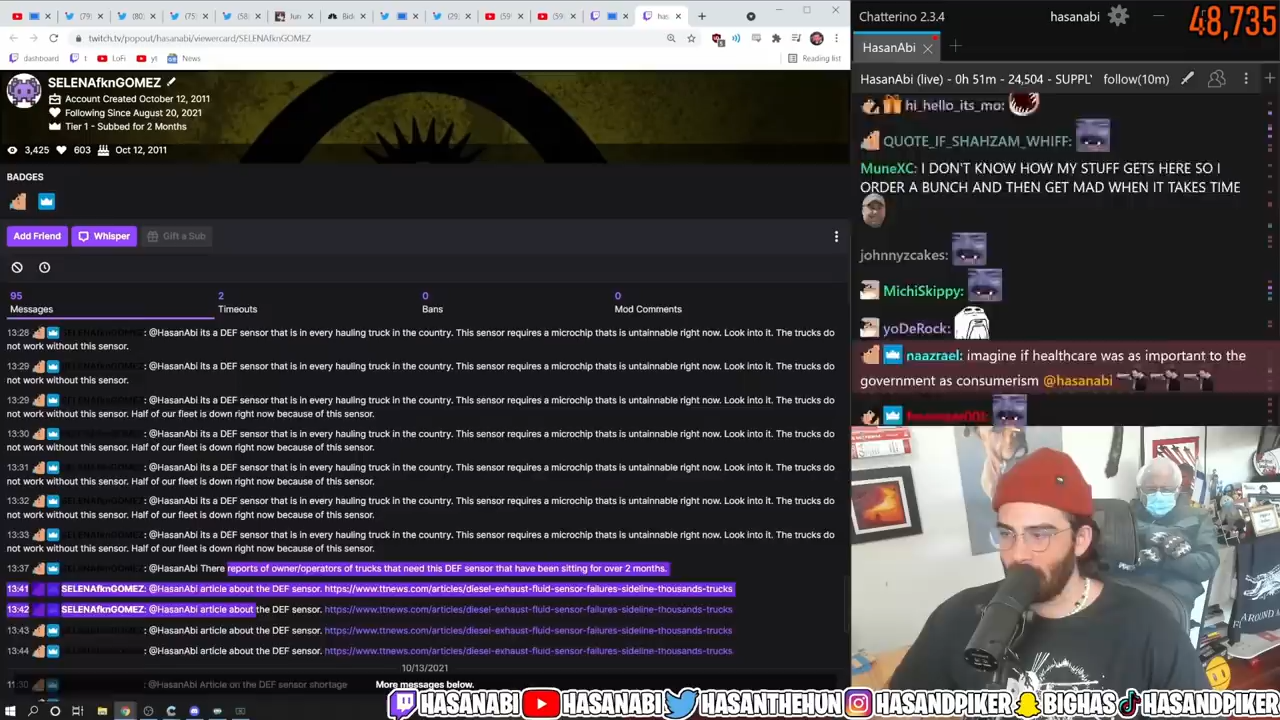 twitch.tv/popout/hasanabi/viewercard/SELENAfknGOMEZ
dashboard
t
LoFi
yt
News
Reading list
SELENAfknGOMEZ
Account Created October 12, 2011
Following Since August 20, 2021
Tier 1 - Subbed for 2 Months
3,425 603 Oct 12, 2011
BADGES
Add Friend
Whisper
Gift a Sub
95
Messages
2
Timeouts
0
Bans
0
Mod Comments
13:28 SELENAfknGOMEZ: @HasanAbi its a DEF sensor that is in every hauling truck in the country. This sensor requires a microchip thats is untainnable right now. Look into it. The trucks do
not work without this sensor.
13:29 SELENAfknGOMEZ: @HasanAbi its a DEF sensor that is in every hauling truck in the country. This sensor requires a microchip thats is untainnable right now. Look into it. The trucks do
not work without this sensor.
13:29 SELENAfknGOMEZ: @HasanAbi its a DEF sensor that is in every hauling truck in the country. This sensor requires a microchip thats is untainnable right now. Look into it. The trucks do
not work without this sensor. Half of our fleet is down right now because of this sensor.
13:30 SELENAfknGOMEZ: @HasanAbi its a DEF sensor that is in every hauling truck in the country. This sensor requires a microchip thats is untainnable right now. Look into it. The trucks do
not work without this sensor. Half of our fleet is down right now because of this sensor.
13:31 SELENAfknGOMEZ: @HasanAbi its a DEF sensor that is in every hauling truck in the country. This sensor requires a microchip thats is untainnable right now. Look into it. The trucks do
not work without this sensor. Half of our fleet is down right now because of this sensor.
13:32 SELENAfknGOMEZ: @HasanAbi its a DEF sensor that is in every hauling truck in the country. This sensor requires a microchip thats is untainnable right now. Look into it. The trucks do
not work without this sensor. Half of our fleet is down right now because of this sensor.
13:33 SELENAfknGOMEZ: @HasanAbi its a DEF sensor that is in every hauling truck in the country. This sensor requires a microchip thats is untainnable right now. Look into it. The trucks do
not work without this sensor. Half of our fleet is down right now because of this sensor.
13:37 SELENAfknGOMEZ: @HasanAbi There reports of owner/operators of trucks that need this DEF sensor that have been sitting for over 2 months.
13:41 SELENAfknGOMEZ: @HasanAbi article about the DEF sensor. https://www.ttnews.com/articles/diesel-exhaust-fluid-sensor-failures-sideline-thousands-trucks
13:42 SELENAfknGOMEZ: @HasanAbi article about the DEF sensor. https://www.ttnews.com/articles/diesel-exhaust-fluid-sensor-failures-sideline-thousands-trucks
13:43 SELENAfknGOMEZ: @HasanAbi article about the DEF sensor. https://www.ttnews.com/articles/diesel-exhaust-fluid-sensor-failures-sideline-thousands-trucks
13:44 SELENAfknGOMEZ: @HasanAbi article about the DEF sensor. https://www.ttnews.com/articles/diesel-exhaust-fluid-sensor-failures-sideline-thousands-trucks
10/13/2021
11:30 SELENAfknGOMEZ: @HasanAbi Article on the DEF sensor shortage
More messages below.
Chatterino 2.3.4
hasanabi
48,735
HasanAbi
HasanAbi (live) - 0h 51m - 24,504 - SUPPL' follow(10m)
hi_hello_its_mo:
QUOTE_IF_SHAHZAM_WHIFF:
MuneXC: I DON'T KNOW HOW MY STUFF GETS HERE SO I
ORDER A BUNCH AND THEN GET MAD WHEN IT TAKES TIME
johnnyzcakes:
MichiSkippy:
yoDeRock:
naazrael: imagine if healthcare was as important to the
government as consumerism @hasanabi
HASANABI
HASANABI
HASANTHEHUN
HASANDPIKER
BIGHAS
HASANDPIKER